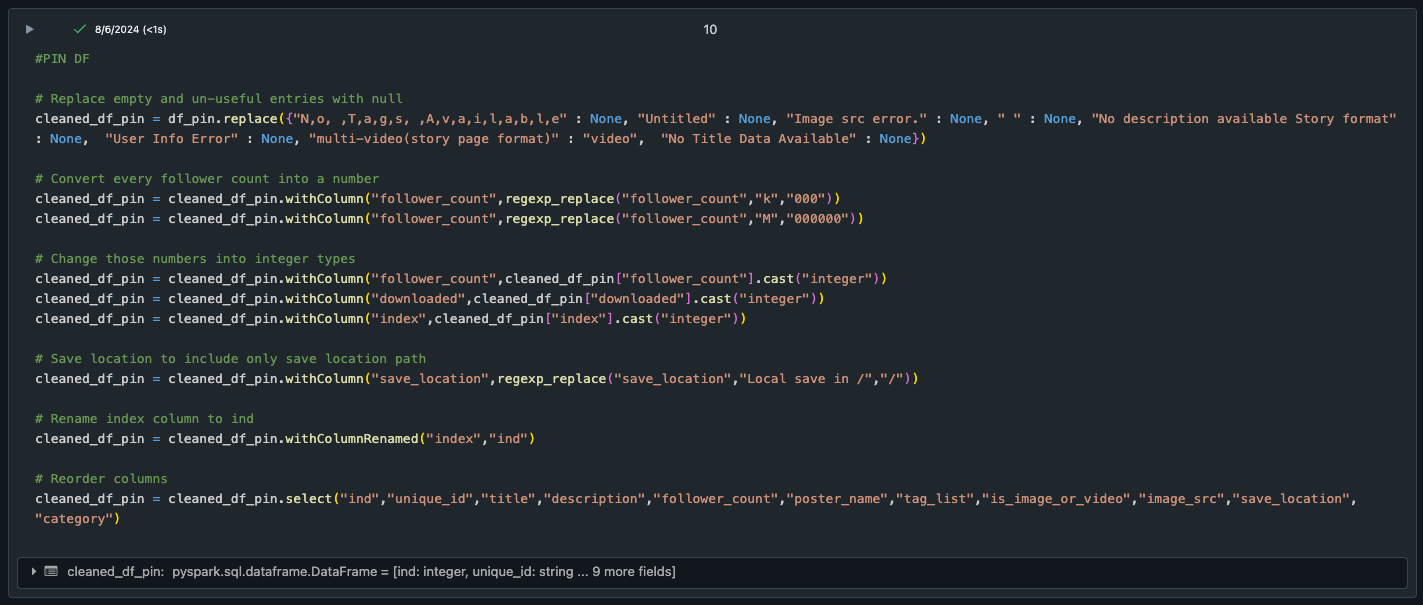 8/6/2024 (<1s)
10
#PIN DF
# Replace empty and un-useful entries with null
cleaned_df_pin = df_pin.replace({"N,o, ,T,a,g,s, ,A,v,a,i,l,a,b,l,e" : None, "Untitled" : None, "Image src error." : None, " " : None, "No description available Story format"
: None,  "User Info Error" : None, "multi-video(story page format)" : "video",  "No Title Data Available" : None})
# Convert every follower count into a number
cleaned_df_pin = cleaned_df_pin.withColumn("follower_count",regexp_replace("follower_count","k","000"))
cleaned_df_pin = cleaned_df_pin.withColumn("follower_count",regexp_replace("follower_count","M","000000"))
# Change those numbers into integer types
cleaned_df_pin = cleaned_df_pin.withColumn("follower_count",cleaned_df_pin["follower_count"].cast("integer"))
cleaned_df_pin = cleaned_df_pin.withColumn("downloaded",cleaned_df_pin["downloaded"].cast("integer"))
cleaned_df_pin = cleaned_df_pin.withColumn("index",cleaned_df_pin["index"].cast("integer"))
# Save location to include only save location path
cleaned_df_pin = cleaned_df_pin.withColumn("save_location",regexp_replace("save_location","Local save in /","/"))
# Rename index column to ind
cleaned_df_pin = cleaned_df_pin.withColumnRenamed("index","ind")
# Reorder columns
cleaned_df_pin = cleaned_df_pin.select("ind","unique_id","title","description","follower_count","poster_name","tag_list","is_image_or_video","image_src","save_location",
"category")
cleaned_df_pin: pyspark.sql.dataframe.DataFrame = [ind: integer, unique_id: string ... 9 more fields]